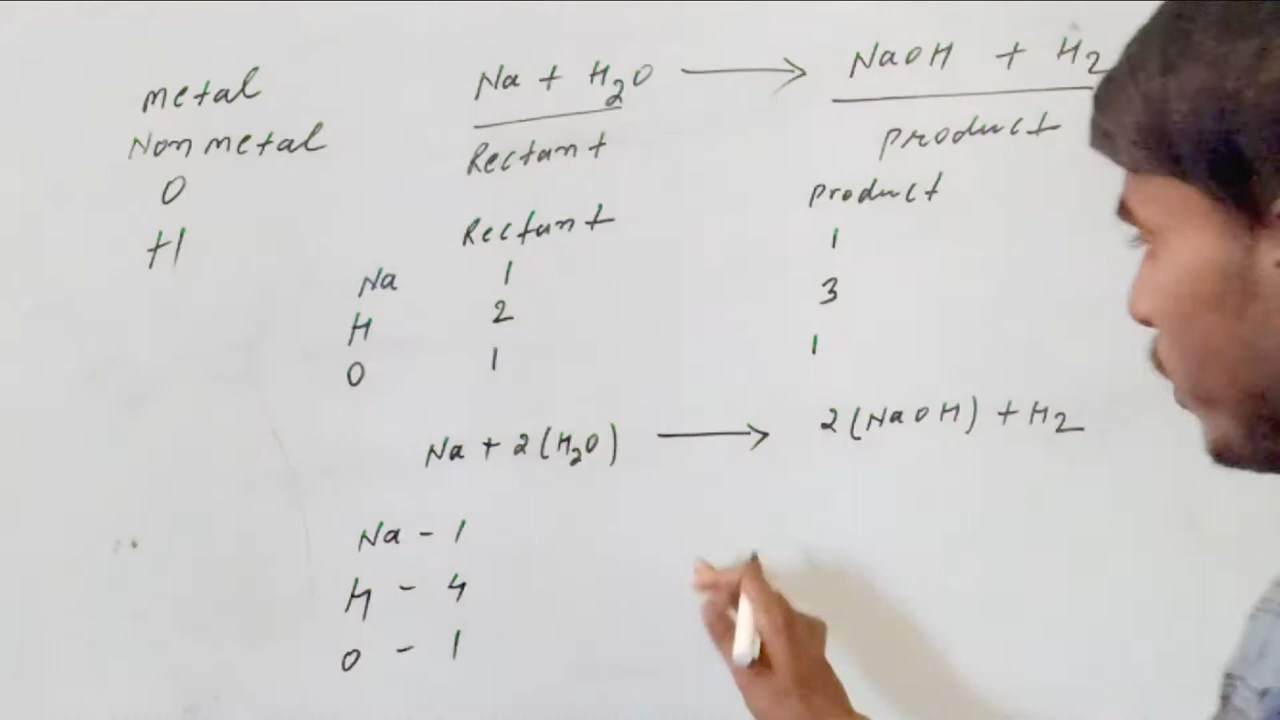 metal
Non metal
O
H
Na + H₂O ⟶ NaOH + H₂
Rectant product
Rectant product
Na 1 1
H 2 3
O 1 1
Na + 2(H₂O) ⟶ 2(NaOH) + H₂
Na - 1
H - 4
O - 1